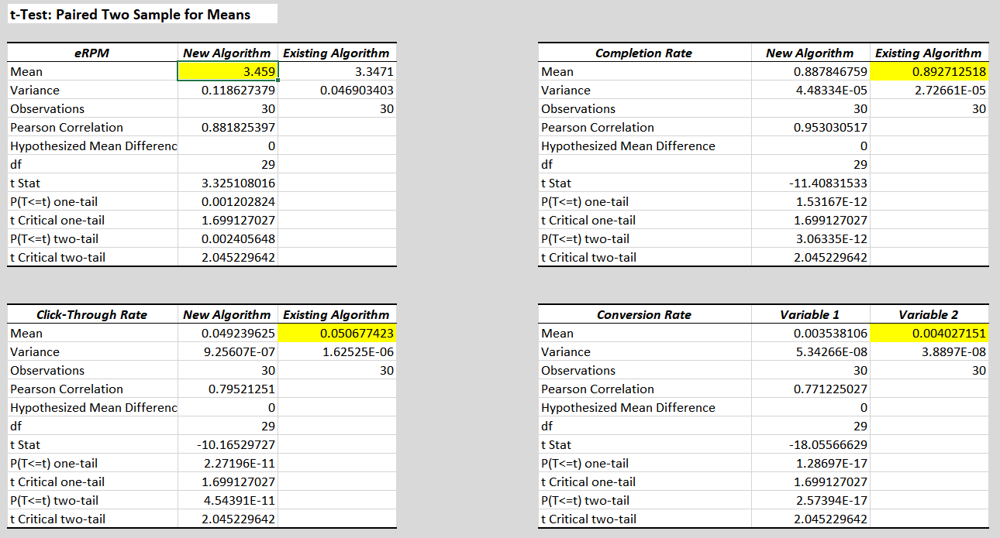 t-Test: Paired Two Sample for Means
eRPM New Algorithm Existing Algorithm
Mean 3.459 3.3471
Variance 0.118627379 0.046903403
Observations 30 30
Pearson Correlation 0.881825397
Hypothesized Mean Differenc 0
df 29
t Stat 3.325108016
P(T<=t) one-tail 0.001202824
t Critical one-tail 1.699127027
P(T<=t) two-tail 0.002405648
t Critical two-tail 2.045229642
Completion Rate New Algorithm Existing Algorithm
Mean 0.887846759 0.892712518
Variance 4.48334E-05 2.72661E-05
Observations 30 30
Pearson Correlation 0.953030517
Hypothesized Mean Difference 0
df 29
t Stat -11.40831533
P(T<=t) one-tail 1.53167E-12
t Critical one-tail 1.699127027
P(T<=t) two-tail 3.06335E-12
t Critical two-tail 2.045229642
Click-Through Rate New Algorithm Existing Algorithm
Mean 0.049239625 0.050677423
Variance 9.25607E-07 1.62525E-06
Observations 30 30
Pearson Correlation 0.79521251
Hypothesized Mean Differenc 0
df 29
t Stat -10.16529727
P(T<=t) one-tail 2.27196E-11
t Critical one-tail 1.699127027
P(T<=t) two-tail 4.54391E-11
t Critical two-tail 2.045229642
Conversion Rate Variable 1 Variable 2
Mean 0.003538106 0.004027151
Variance 5.34266E-08 3.8897E-08
Observations 30 30
Pearson Correlation 0.771225027
Hypothesized Mean Difference 0
df 29
t Stat -18.05566629
P(T<=t) one-tail 1.28697E-17
t Critical one-tail 1.699127027
P(T<=t) two-tail 2.57394E-17
t Critical two-tail 2.045229642